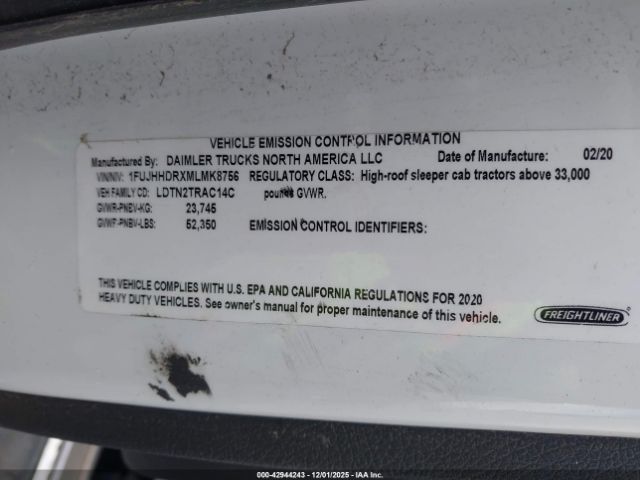 VEHICLE EMISSION CONTROL INFORMATION
Manufactured By: DAIMLER TRUCKS NORTH AMERICA LLC Date of Manufacture: 02/20
VIN/NIV: 1FUJHHDRXMLMK8756 REGULATORY CLASS: High-roof sleeper cab tractors above 33,000
VEH FAMILY CD: LDTN2TRAC14C pounds GVWR.
GVWR-PNBV-KG: 23,745
GVWR-PNBV-LBS: 52,350 EMISSION CONTROL IDENTIFIERS:
THIS VEHICLE COMPLIES WITH U.S. EPA AND CALIFORNIA REGULATIONS FOR 2020
HEAVY DUTY VEHICLES. See owner's manual for proper maintenance of this vehicle.
FREIGHTLINER
000-42944243 - 12/01/2025 - IAA Inc.